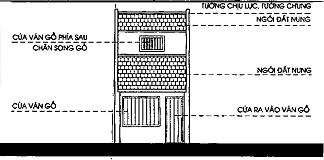 TƯỜNG CHỊU LỰC, TƯỜNG CHUNG
NGÓI ĐẤT NUNG
CỬA VÁN GỖ PHÍA SAU
CHẤN SONG GỖ
NGÓI ĐẤT NUNG
CỬA VÁN GỖ
CỬA RA VÀO VÁN GỖ